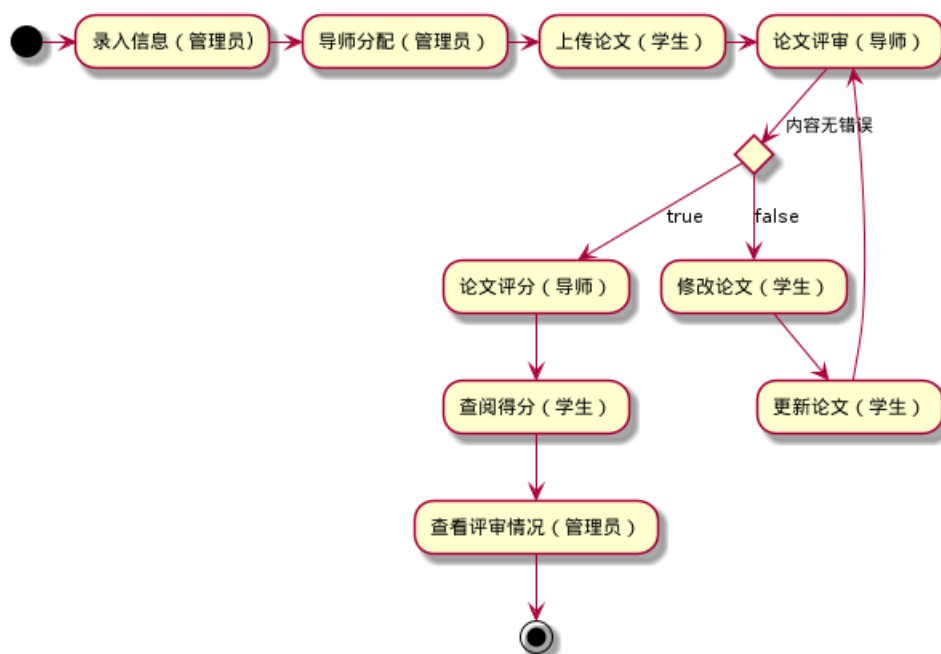 录入信息（管理员）
导师分配（管理员）
上传论文（学生）
论文评审（导师）
内容无错误
true
false
论文评分（导师）
修改论文（学生）
查阅得分（学生）
更新论文（学生）
查看评审情况（管理员）